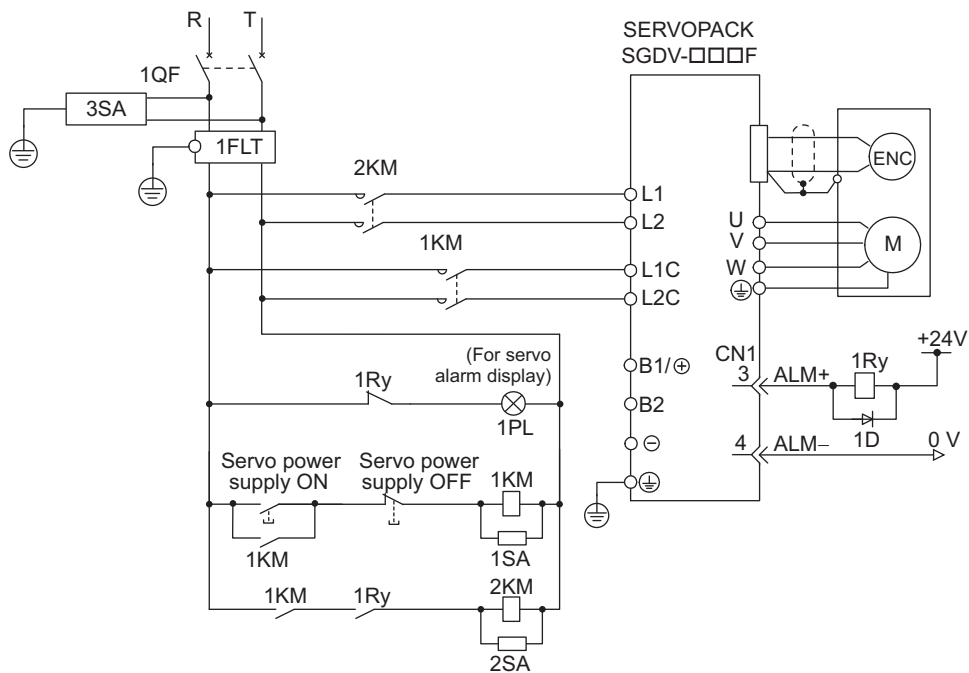 R T
SERVOPACK
SGDV-□□□F
1QF
3SA
1FLT
2KM
ENC
L1
L2
U
V
M
1KM
W
L1C
L2C
(For servo
alarm display)
+24V
CN1
1Ry
B1/⊕
3 ALM+
1Ry
1PL
B2
1D
⊖
4 ALM−
0 V
Servo power
supply ON
Servo power
supply OFF
1KM
1KM
1SA
1KM
1Ry
2KM
2SA